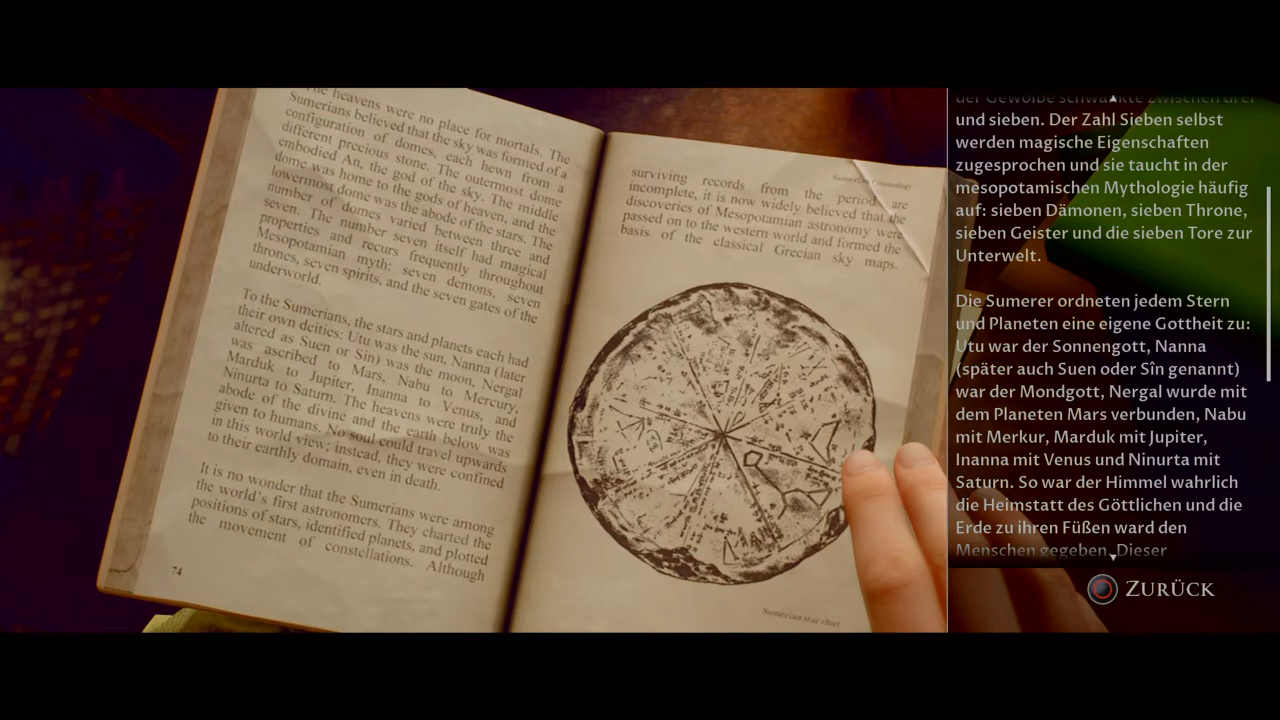 The heavens were no place for mortals. The
Sumerians believed that the sky was formed of a
configuration of domes, each hewn from a
different precious stone. The outermost dome
embodied An, the god of the sky. The middle
dome was home to the gods of heaven, and the
lowermost dome was the abode of the stars. The
number of domes varied between three and
seven. The number seven itself had magical
properties and recurs frequently throughout
Mesopotamian myth: seven demons, seven
thrones, seven spirits, and the seven gates of the
underworld.
To the Sumerians, the stars and planets each had
their own deities: Utu was the sun, Nanna (later
altered as Suen or Sin) was the moon, Nergal
was ascribed to Mars, Nabu to Mercury,
Marduk to Jupiter, Inanna to Venus, and
Ninurta to Saturn. The heavens were truly the
abode of the divine and the earth below was
given to humans. No soul could travel upwards
in this world view; instead, they were confined
to their earthly domain, even in death.
It is no wonder that the Sumerians were among
the world's first astronomers. They charted the
positions of stars, identified planets, and plotted
the movement of constellations. Although
74
Sumerian Cosmology
surviving records from the period are
incomplete, it is now widely believed that the
discoveries of Mesopotamian astronomy were
passed on to the western world and formed the
basis of the classical Grecian sky maps.
Sumerian star chart
der Gewölbe schwankte zwischen drei
und sieben. Der Zahl Sieben selbst
werden magische Eigenschaften
zugesprochen und sie taucht in der
mesopotamischen Mythologie häufig
auf: sieben Dämonen, sieben Throne,
sieben Geister und die sieben Tore zur
Unterwelt.
Die Sumerer ordneten jedem Stern
und Planeten eine eigene Gottheit zu:
Utu war der Sonnengott, Nanna
(später auch Suen oder Sîn genannt)
war der Mondgott, Nergal wurde mit
dem Planeten Mars verbunden, Nabu
mit Merkur, Marduk mit Jupiter,
Inanna mit Venus und Ninurta mit
Saturn. So war der Himmel wahrlich
die Heimstatt des Göttlichen und die
Erde zu ihren Füßen ward den
Menschen gegeben. Dieser
ZURÜCK